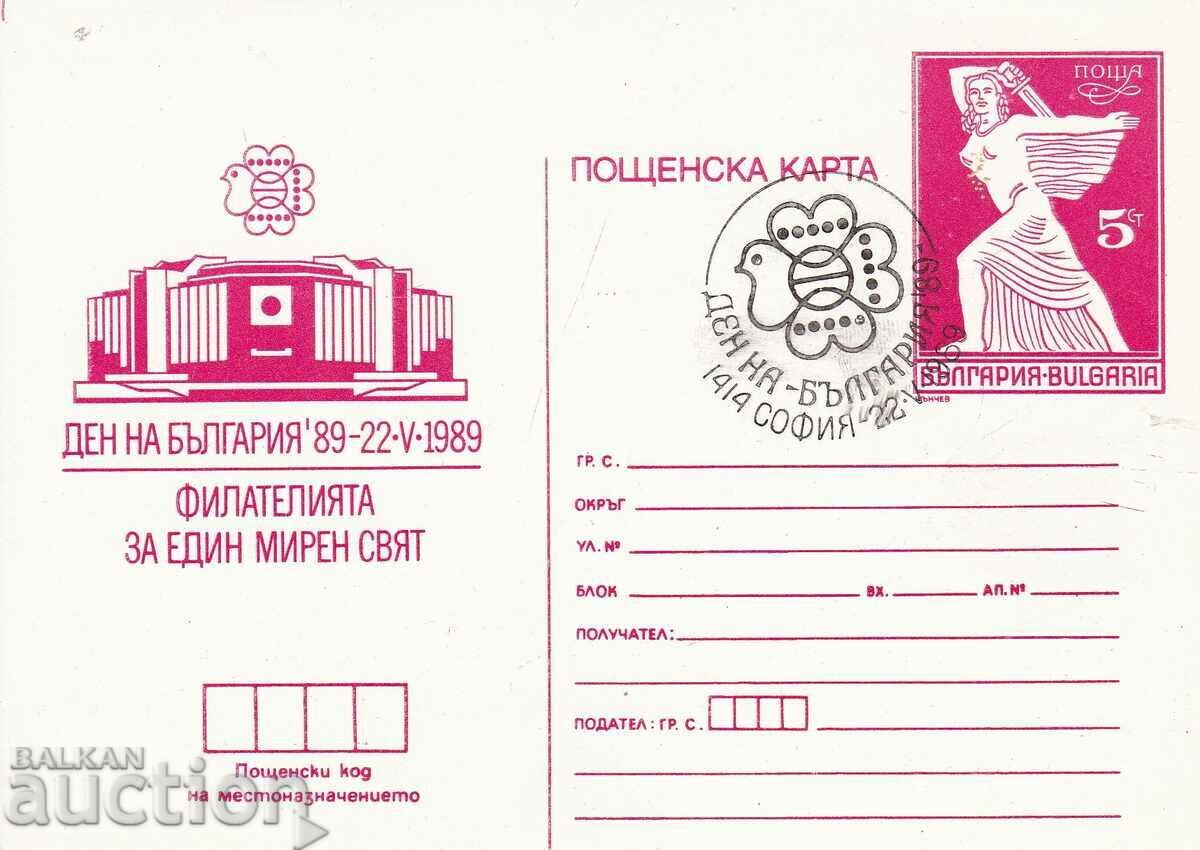 ПОЩА
5 СТ
БЪЛГАРИЯ·BULGARIA
ПОЩЕНСКА КАРТА
ДЕН НА-БЪЛГАРИЯ-89-
1414 СОФИЯ-22·V·1989
ДЕН НА БЪЛГАРИЯ '89-22·V·1989
ФИЛАТЕЛИЯТА
ЗА ЕДИН МИРЕН СВЯТ
ГР. С.
ОКРЪГ
УЛ. №
БЛОК ВХ. АП. №
ПОЛУЧАТЕЛ:
ПОДАТЕЛ: ГР. С.
Пощенски код
на местоназначението
BALKAN
auction